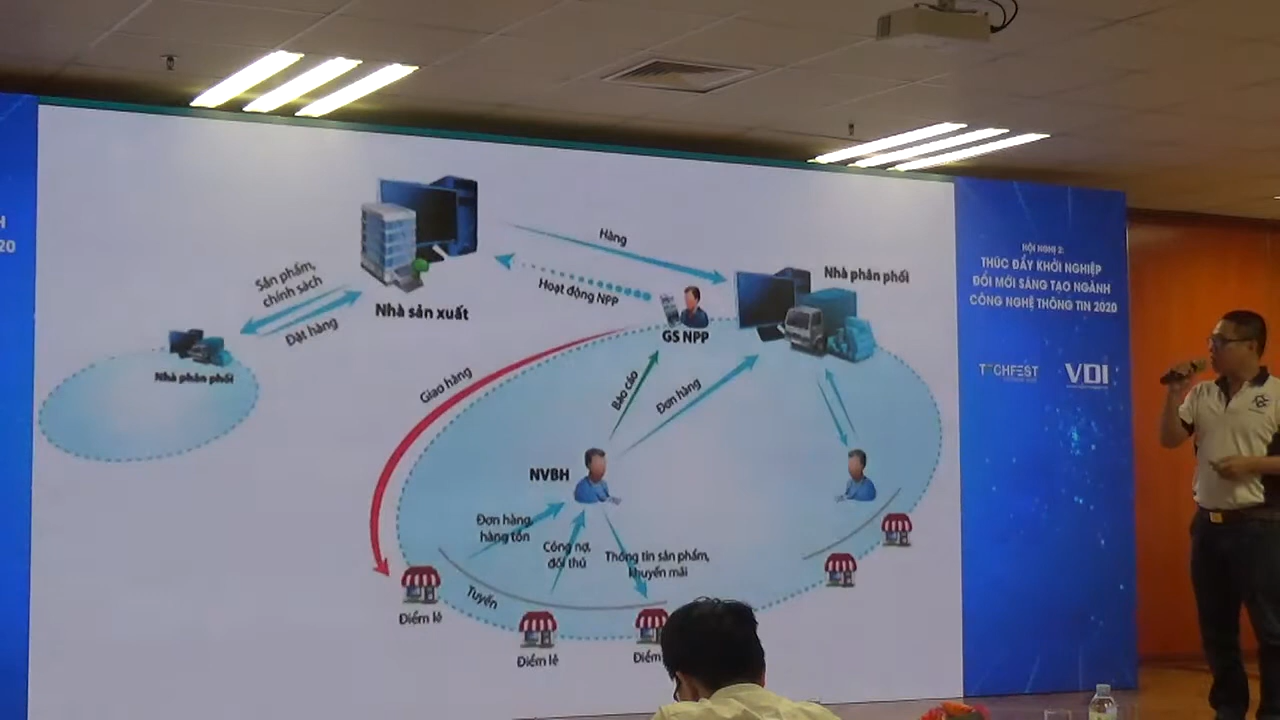 H
20
Hàng
Sản phẩm,
chính sách
Hoạt động NPP
Nhà phân phối
Nhà sản xuất
Đặt hàng
GS NPP
Nhà phân phối
Giao hàng
Báo cáo
Đơn hàng
NVBH
Đơn hàng,
hàng tồn
Công nợ,
đối thủ
Thông tin sản phẩm,
khuyến mãi
Tuyến
Điểm lẻ
Điểm lẻ
Điểm
HỘI NGHỊ 2:
THÚC ĐẨY KHỞI NGHIỆP
ĐỔI MỚI SÁNG TẠO NGÀNH
CÔNG NGHỆ THÔNG TIN 2020
TECHFEST
VDI